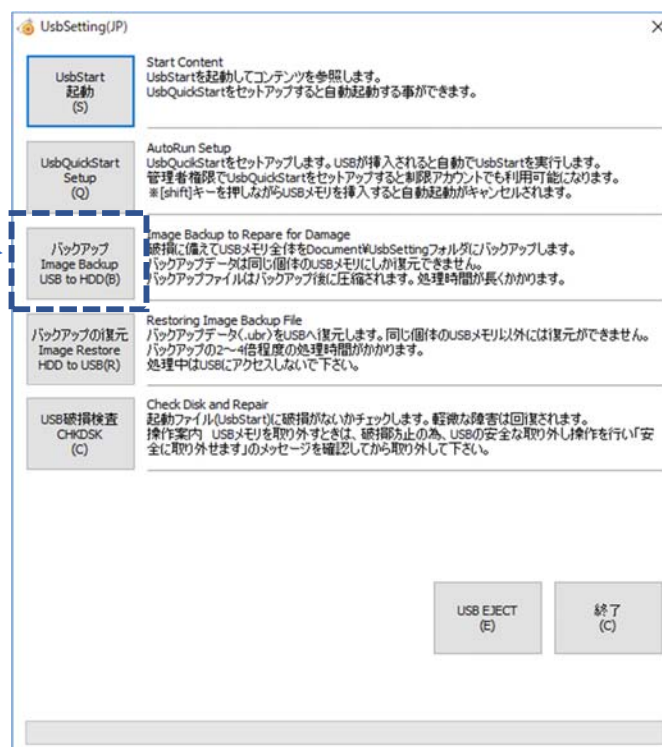 UsbSetting(JP)
UsbStart
起動
(S)
Start Content
UsbStartを起動してコンテンツを参照します。
UsbQuickStartをセットアップすると自動起動する事ができます。
UsbQuickStart
Setup
(Q)
AutoRun Setup
UsbQucikStartをセットアップします。USBが挿入されると自動でUsbStartを実行します。
管理者権限でUsbQuickStartをセットアップすると制限アカウントでも利用可能になります。
※[shift]キーを押しながらUSBメモリを挿入すると自動起動がキャンセルされます。
バックアップ
Image Backup
USB to HDD(B)
Image Backup to Repare for Damage
破損に備えてUSBメモリ全体をDocument¥UsbSettingフォルダにバックアップします。
バックアップデータは同じ個体のUSBメモリにしか復元できません。
バックアップファイルはバックアップ後に圧縮されます。処理時間が長くかかります。
バックアップの復元
Image Restore
HDD to USB(R)
Restoring Image Backup File
バックアップデータ(.ubr)をUSBへ復元します。同じ個体のUSBメモリ以外には復元ができません。
バックアップの2～4倍程度の処理時間がかかります。
処理中はUSBにアクセスしないで下さい。
USB破損検査
CHKDSK
(C)
Check Disk and Repair
起動ファイル(UsbStart)に破損がないかチェックします。軽微な障害は回復されます。
操作案内 USBメモリを取り外すときは、破損防止の為、USBの安全な取り外し操作を行い「安
全に取り外せます」のメッセージを確認してから取り外して下さい。
USB EJECT
(E)
終了
(C)